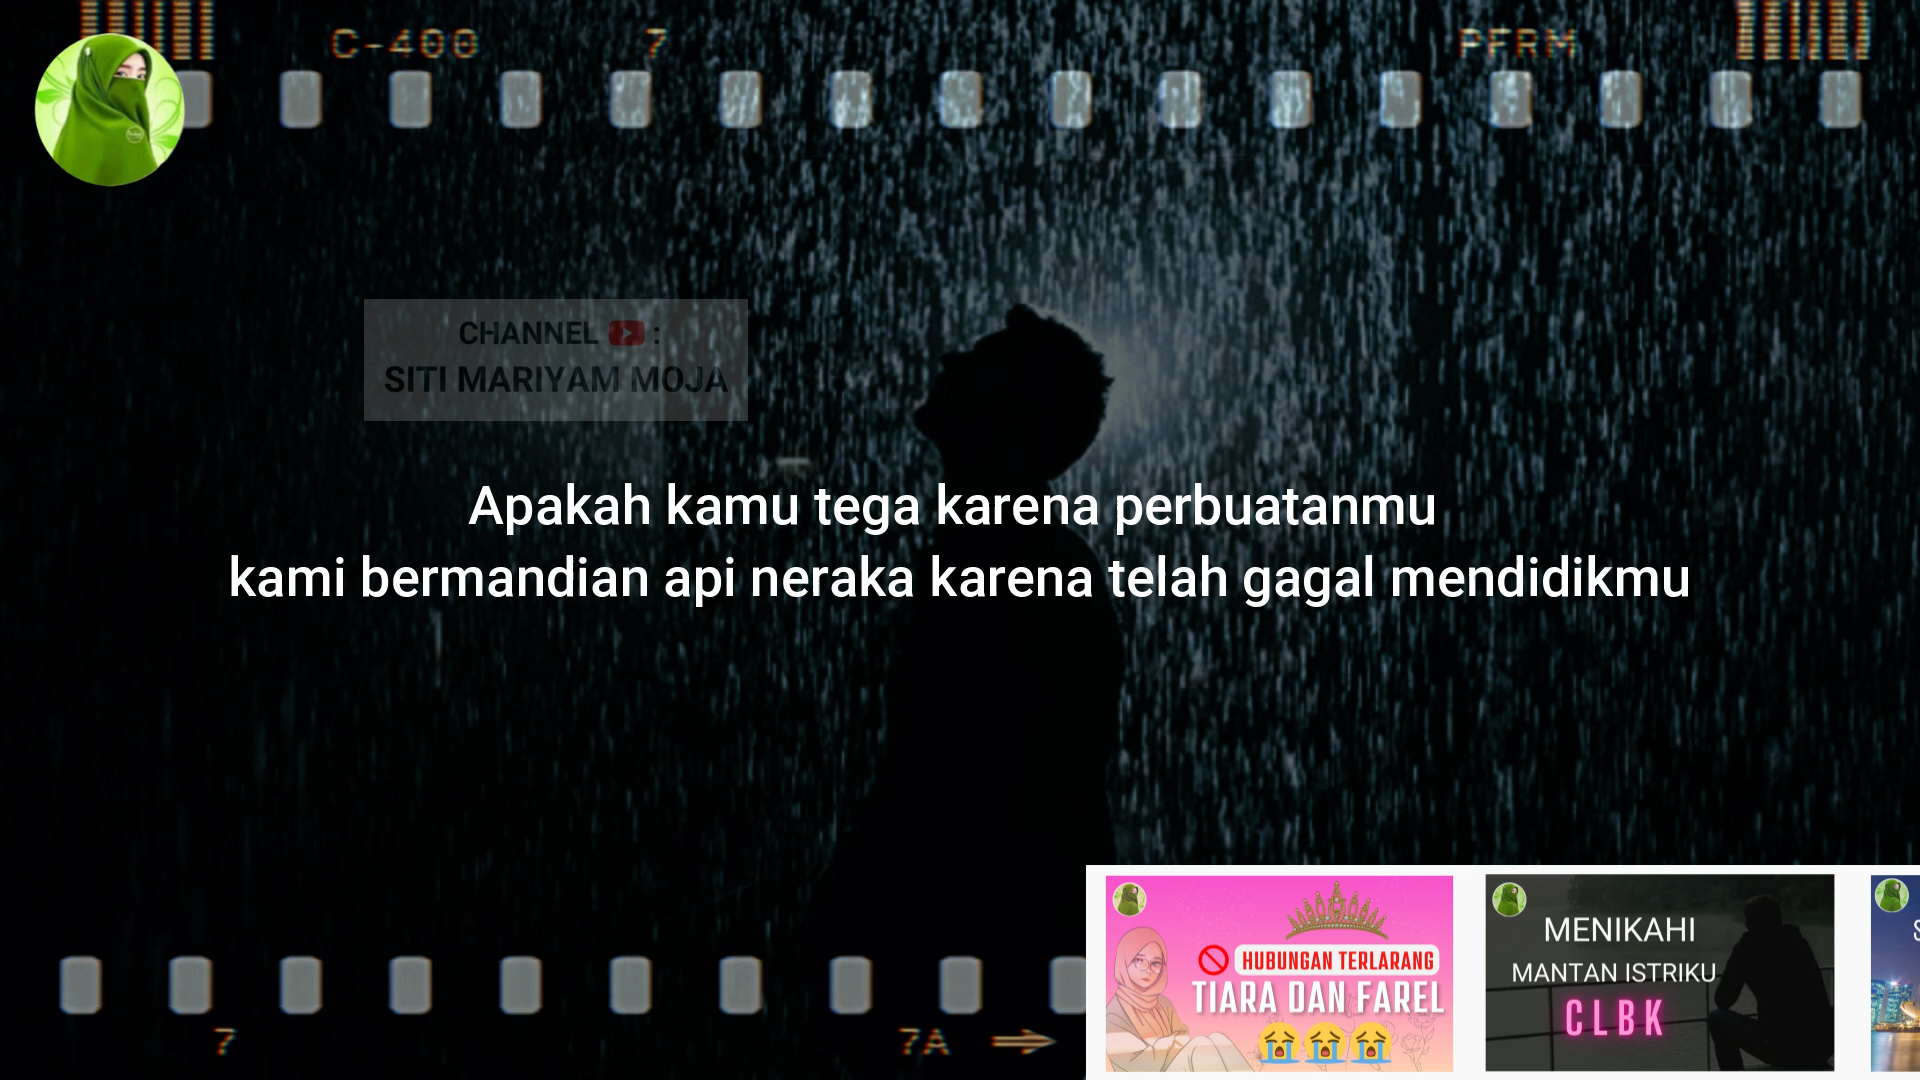 C-400 7 PFRM
CHANNEL :
SITI MARIYAM MOJA
Apakah kamu tega karena perbuatanmu
kami bermandian api neraka karena telah gagal mendidikmu
HUBUNGAN TERLARANG
TIARA DAN FAREL
MENIKAHI
MANTAN ISTRIKU
CLBK
7 7A